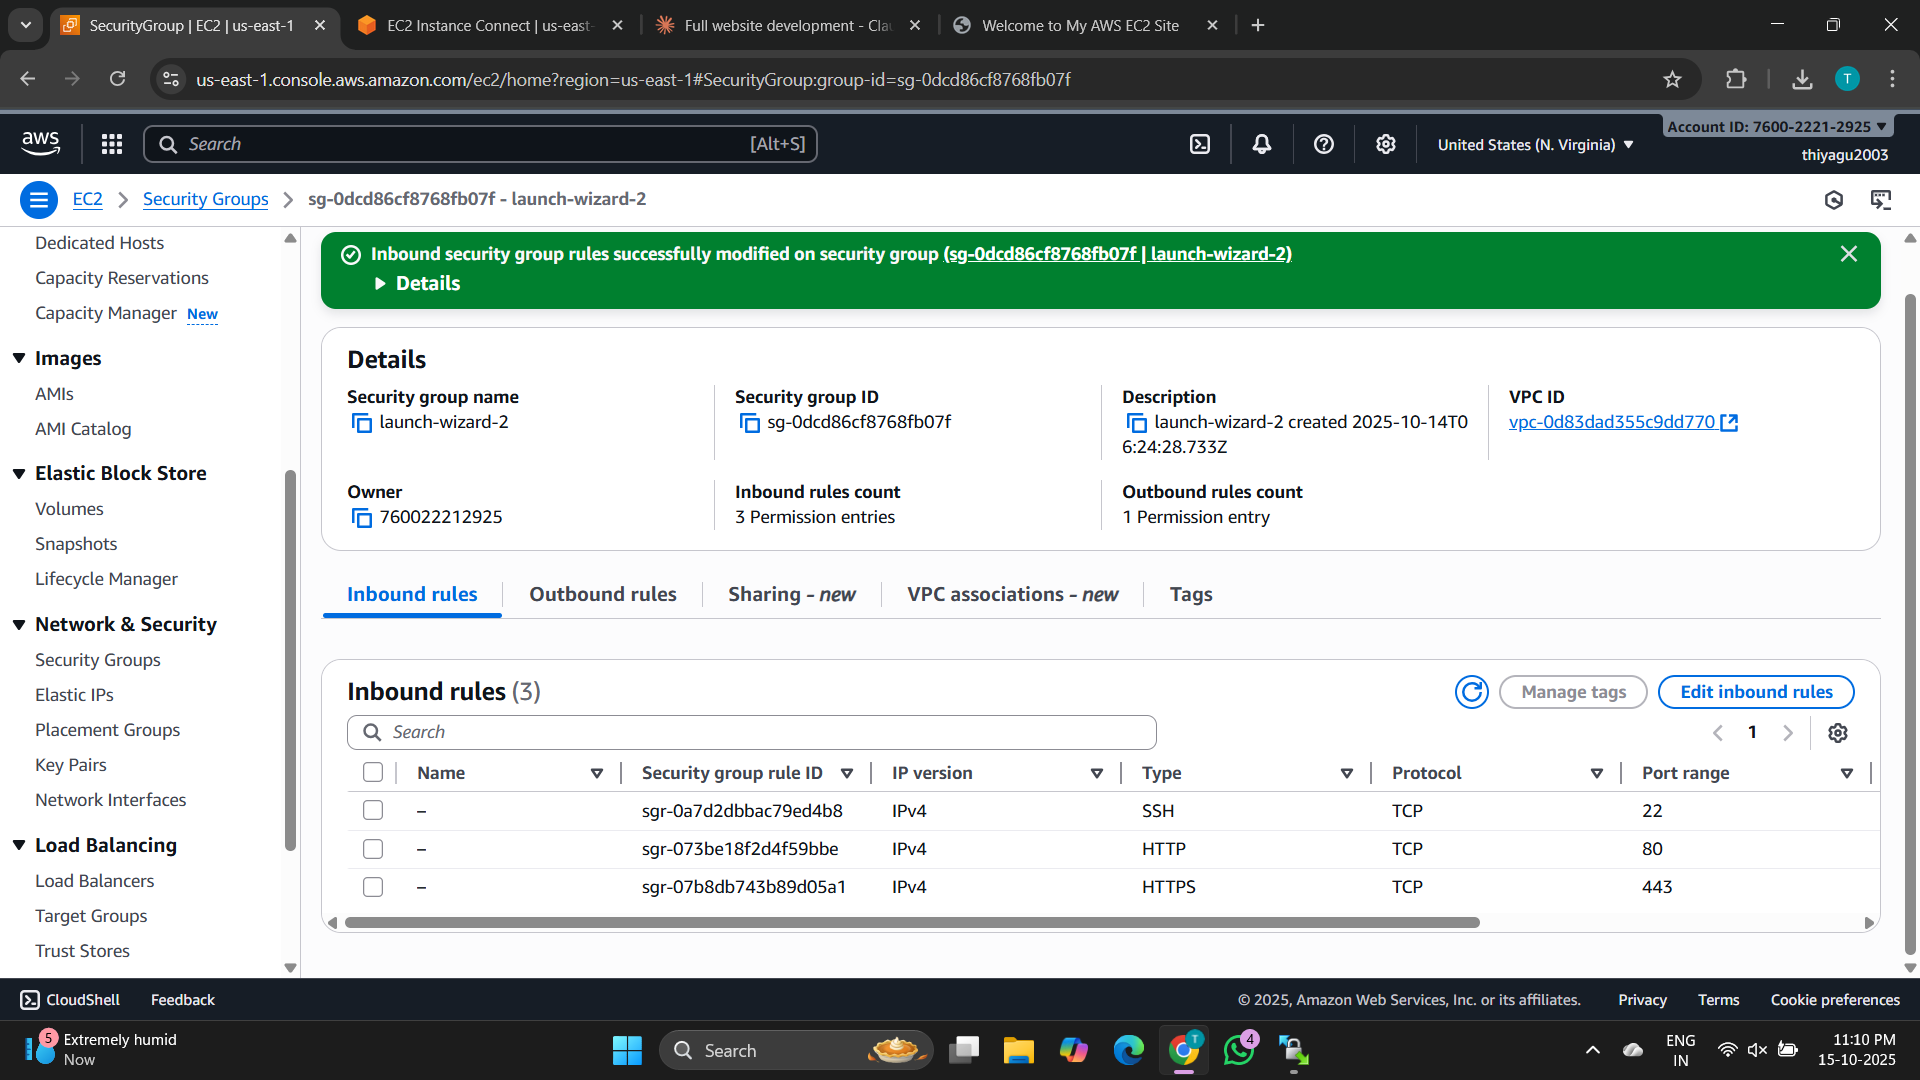 SecurityGroup | EC2 | us-east-1
EC2 Instance Connect | us-east-
Full website development - Clau
Welcome to My AWS EC2 Site
us-east-1.console.aws.amazon.com/ec2/home?region=us-east-1#SecurityGroup:group-id=sg-0dcd86cf8768fb07f
T
aws
Search
[Alt+S]
United States (N. Virginia)
Account ID: 7600-2221-2925
thiyagu2003
EC2
Security Groups
sg-0dcd86cf8768fb07f - launch-wizard-2
Dedicated Hosts
Capacity Reservations
Capacity Manager New
Images
AMIs
AMI Catalog
Elastic Block Store
Volumes
Snapshots
Lifecycle Manager
Network & Security
Security Groups
Elastic IPs
Placement Groups
Key Pairs
Network Interfaces
Load Balancing
Load Balancers
Target Groups
Trust Stores
Inbound security group rules successfully modified on security group (sg-0dcd86cf8768fb07f | launch-wizard-2)
Details
Details
Security group name
launch-wizard-2
Security group ID
sg-0dcd86cf8768fb07f
Description
launch-wizard-2 created 2025-10-14T0
6:24:28.733Z
VPC ID
vpc-0d83dad355c9dd770
Owner
760022212925
Inbound rules count
3 Permission entries
Outbound rules count
1 Permission entry
Inbound rules
Outbound rules
Sharing - new
VPC associations - new
Tags
Inbound rules (3)
Manage tags
Edit inbound rules
Search
1
Name Security group rule ID IP version Type Protocol Port range
– sgr-0a7d2dbbac79ed4b8 IPv4 SSH TCP 22
– sgr-073be18f2d4f59bbe IPv4 HTTP TCP 80
– sgr-07b8db743b89d05a1 IPv4 HTTPS TCP 443
CloudShell
Feedback
© 2025, Amazon Web Services, Inc. or its affiliates.
Privacy
Terms
Cookie preferences
5
Extremely humid
Now
Search
T
4
ENG
IN
11:10 PM
15-10-2025